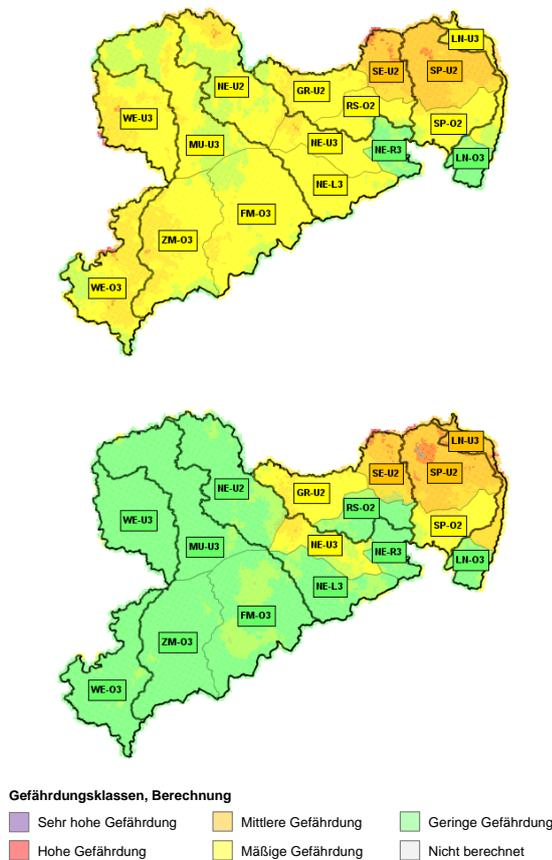 LN-U3
SE-U2
SP-U2
NE-U2
GR-U2
RS-O2
WE-U3
SP-O2
MU-U3
NE-U3
NE-R3
LN-O3
NE-L3
FM-O3
ZM-O3
WE-O3
LN-U3
SE-U2
SP-U2
NE-U2
GR-U2
RS-O2
WE-U3
SP-O2
MU-U3
NE-U3
NE-R3
LN-O3
NE-L3
FM-O3
ZM-O3
WE-O3
Gefährdungsklassen, Berechnung
Sehr hohe Gefährdung Mittlere Gefährdung Geringe Gefährdung
Hohe Gefährdung Mäßige Gefährdung Nicht berechnet